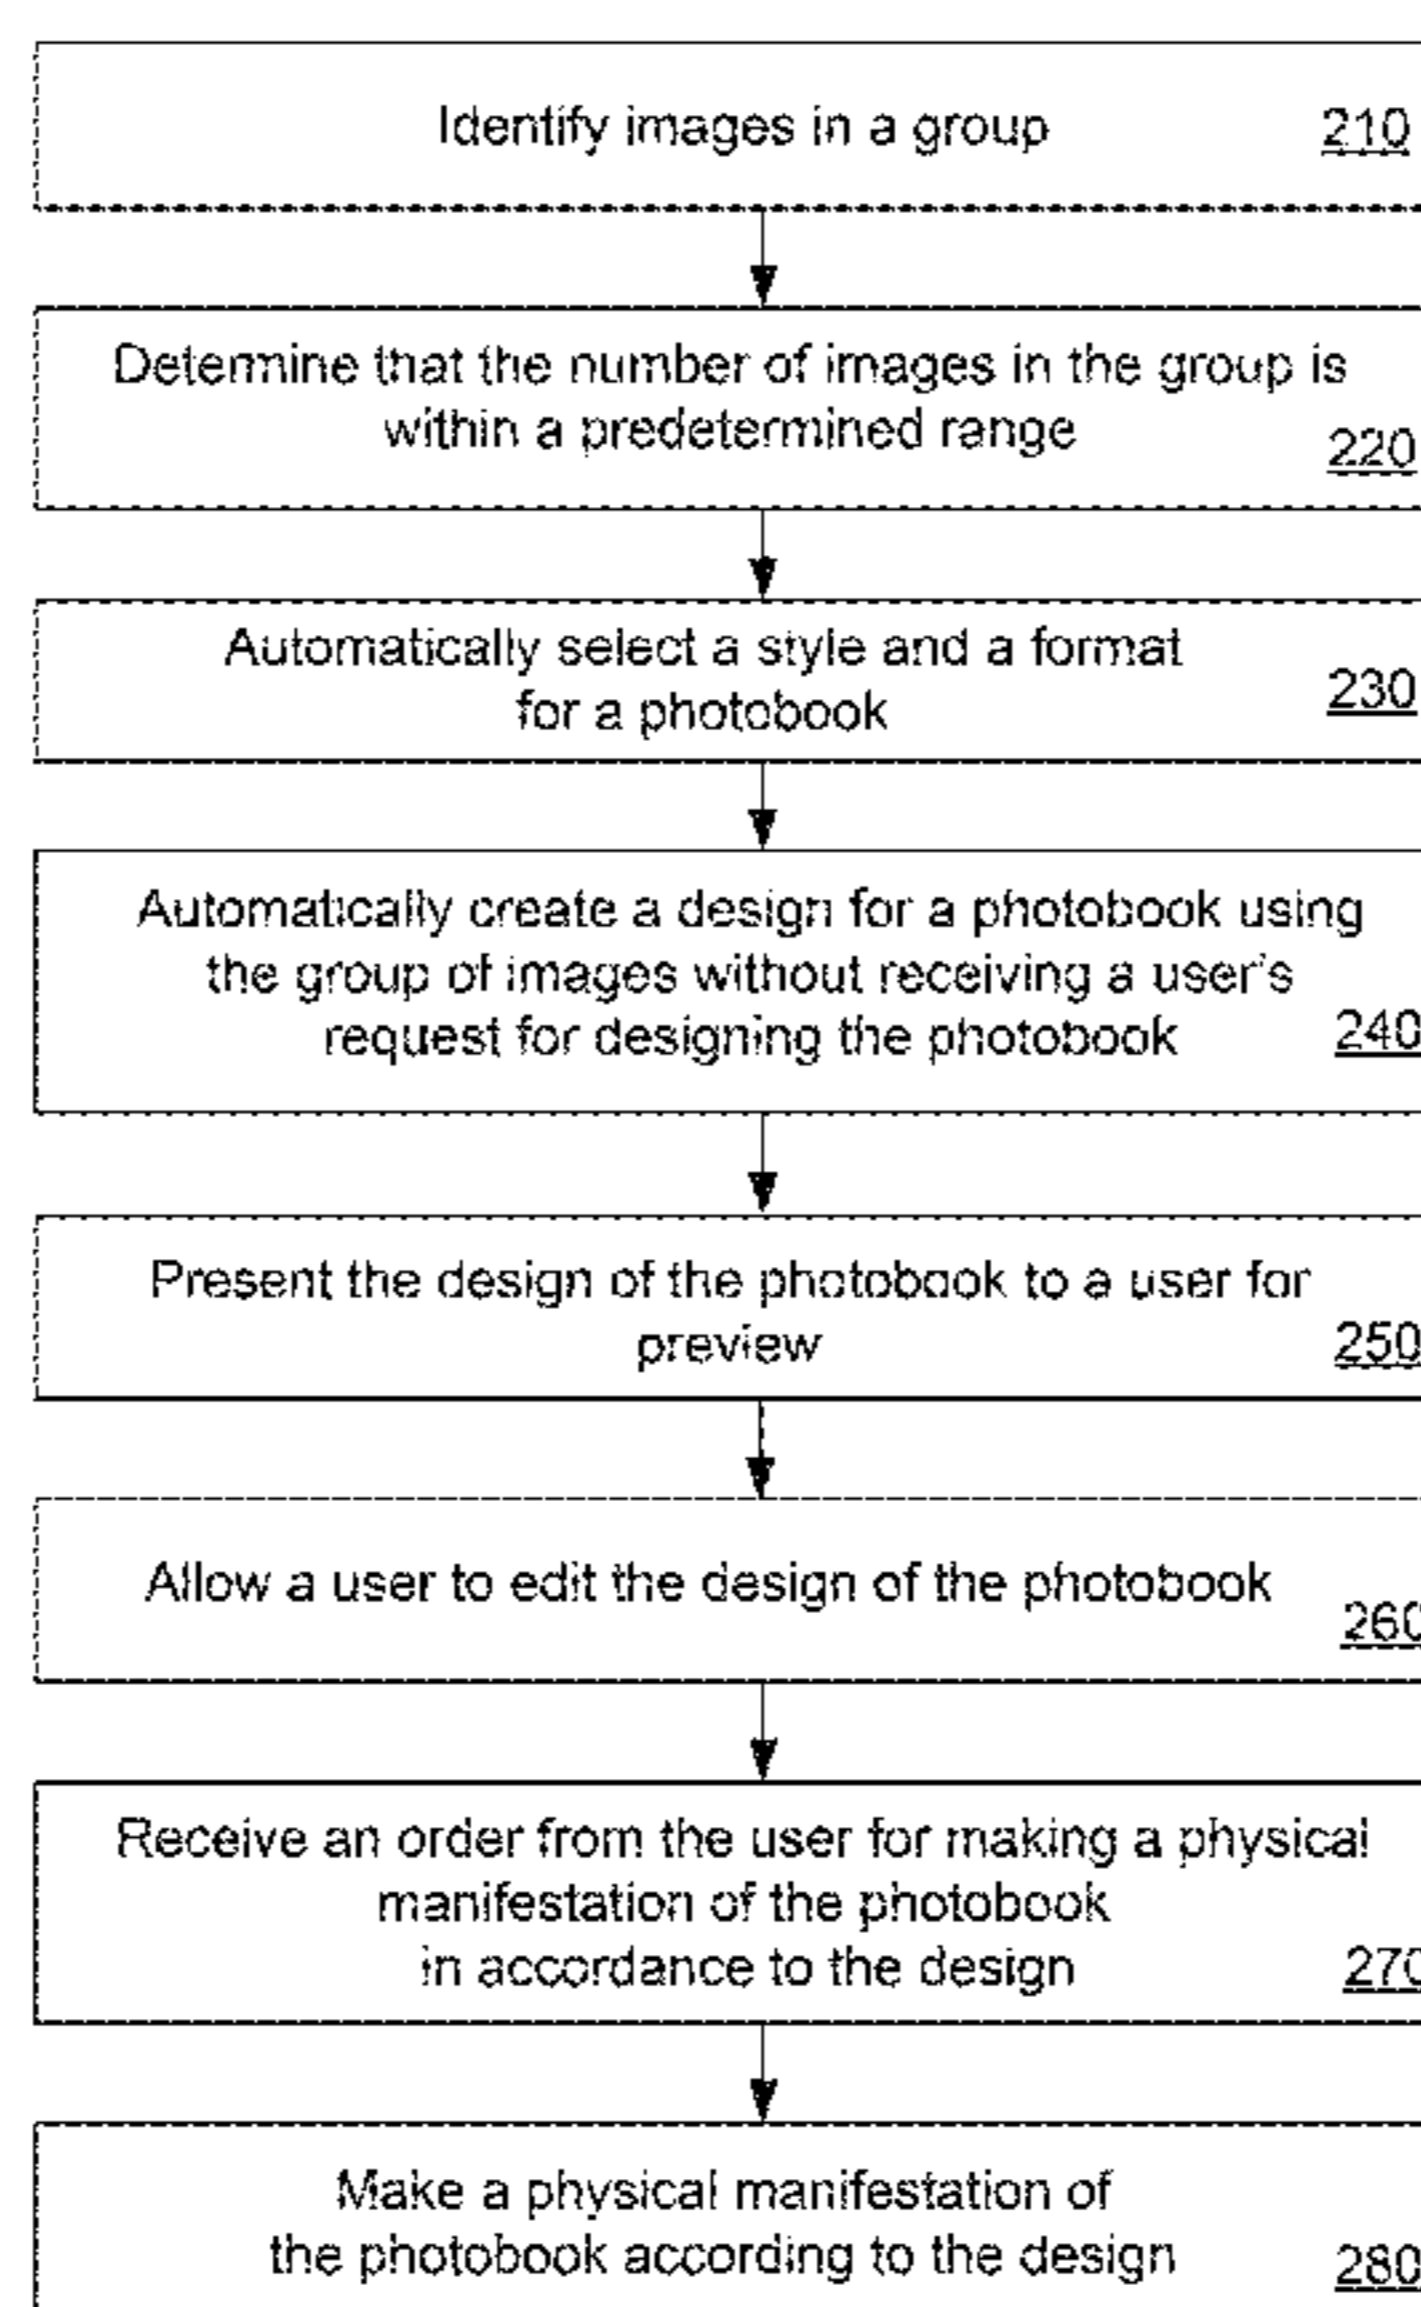 Identify images in a group 210
Determine that the number of images in the group is
within a predetermined range
220
Automatically select a style and a format
for a photobook
230
Automatically create a design for a photobook using
the group of images without receiving a user's
request for designing the photobook
240
Present the design of the photobook to a user for
preview
250
Allow a user to edit the design of the photobook
260
Receive an order from the user for making a physical
manifestation of the photobook
in accordance to the design
270
Make a physical manifestation of
the photobook according to the design
280